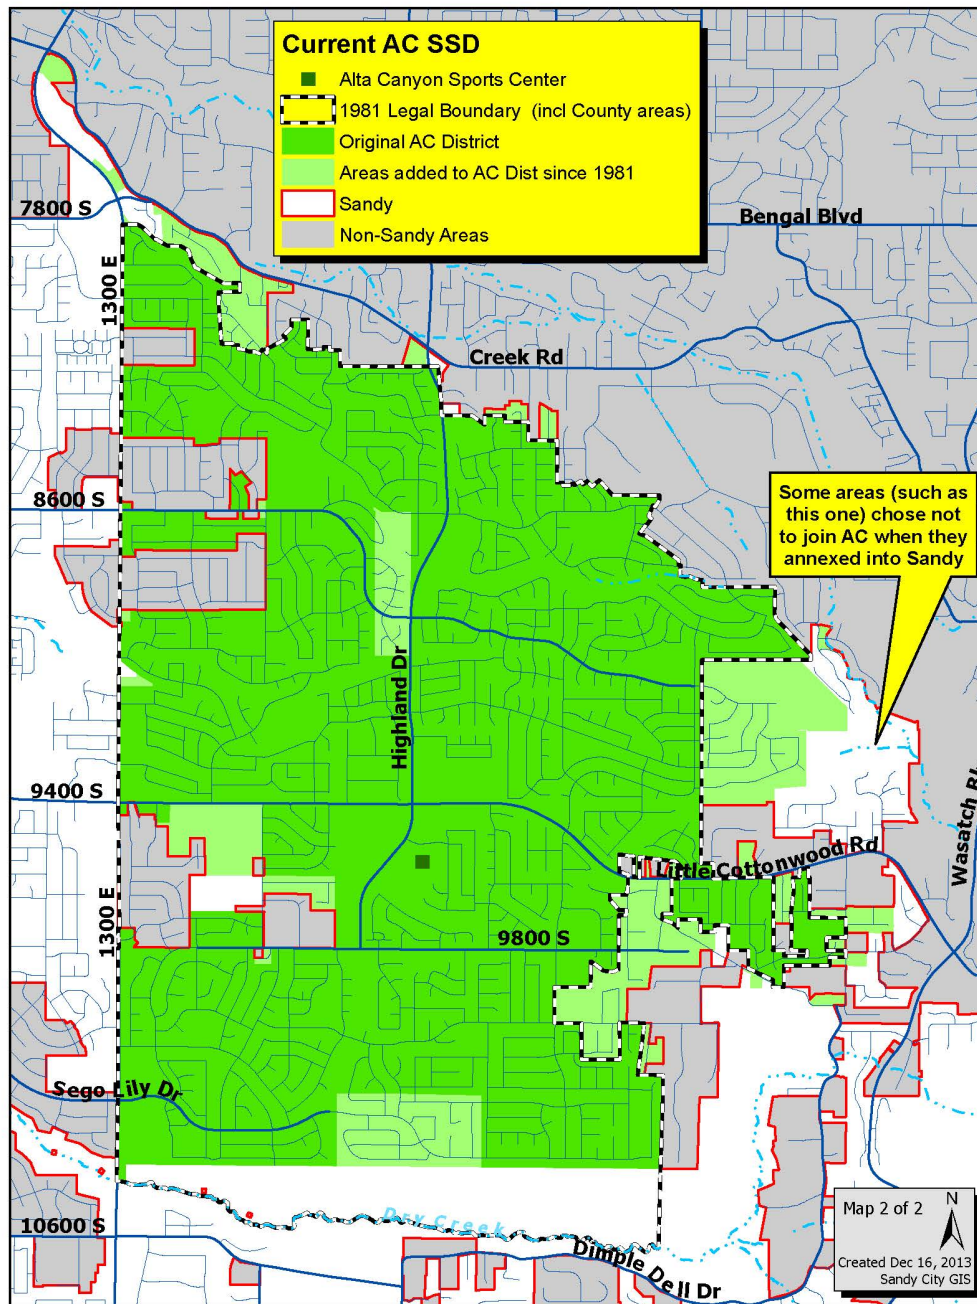 Current AC SSD
Alta Canyon Sports Center
1981 Legal Boundary (incl County areas)
Original AC District
Areas added to AC Dist since 1981
Sandy
Non-Sandy Areas
7800 S
Bengal Blvd
1300 E
Creek Rd
8600 S
Some areas (such as
this one) chose not
to join AC when they
annexed into Sandy
Highland Dr
9400 S
Little Cottonwood Rd
1300 E
9800 S
Sego Lily Dr
10600 S
Dry Creek
Dimple Dell Dr
Map 2 of 2
N
Created Dec 16, 2013
Sandy City GIS